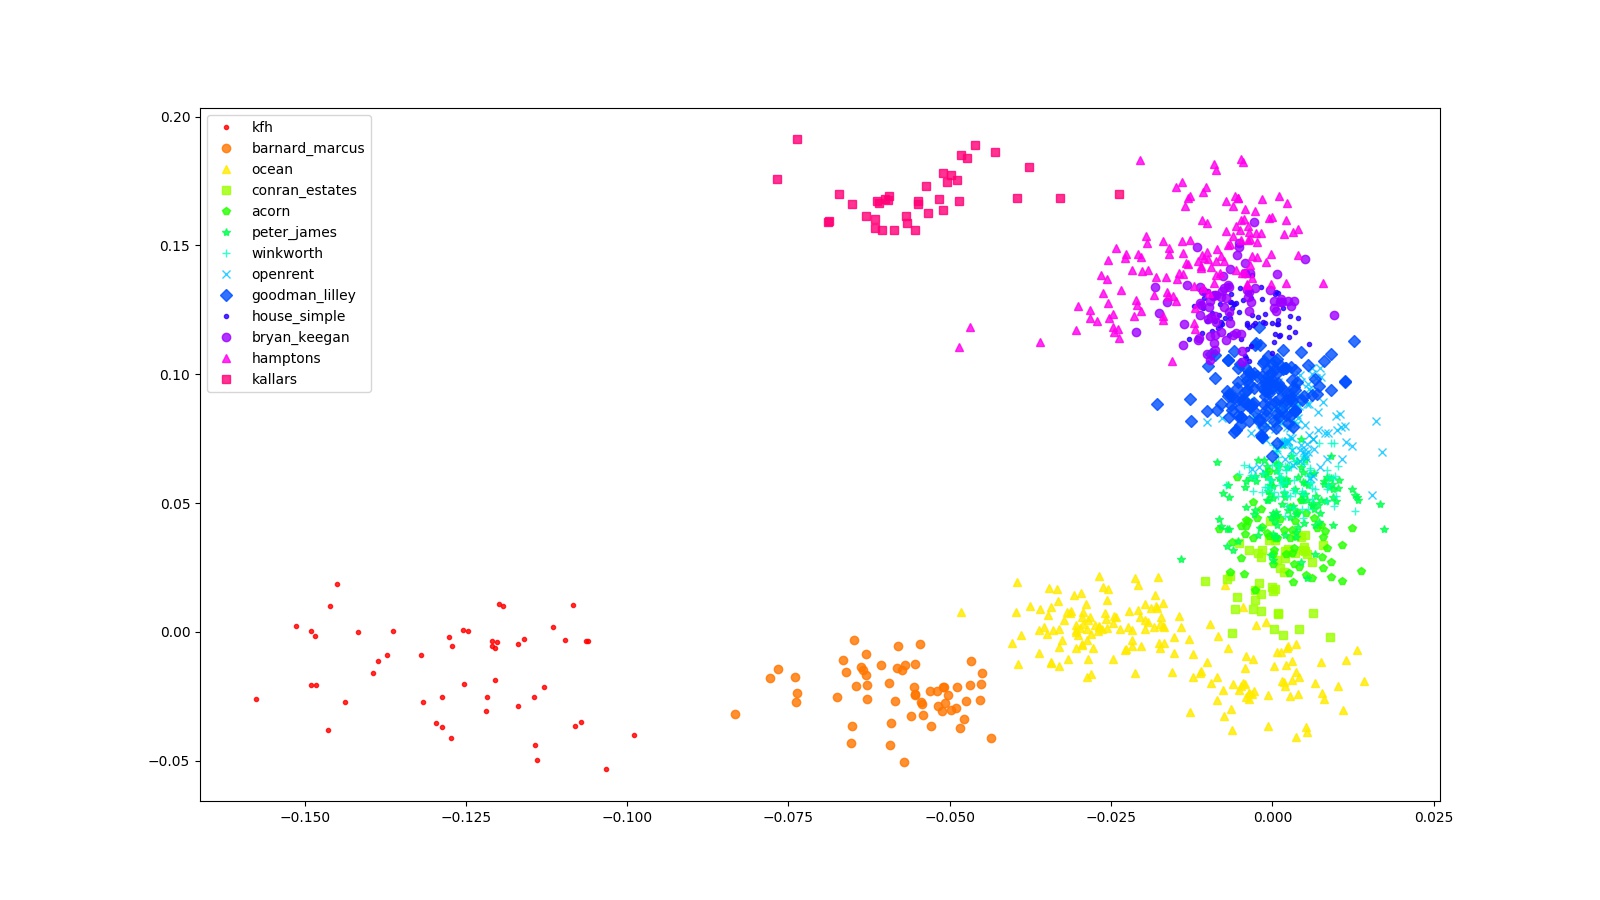 0.20
0.15
0.10
0.05
0.00
−0.05
kfh
barnard_marcus
ocean
conran_estates
acorn
peter_james
winkworth
openrent
goodman_lilley
house_simple
bryan_keegan
hamptons
kallars
−0.150 −0.125 −0.100 −0.075 −0.050 −0.025 0.000 0.025